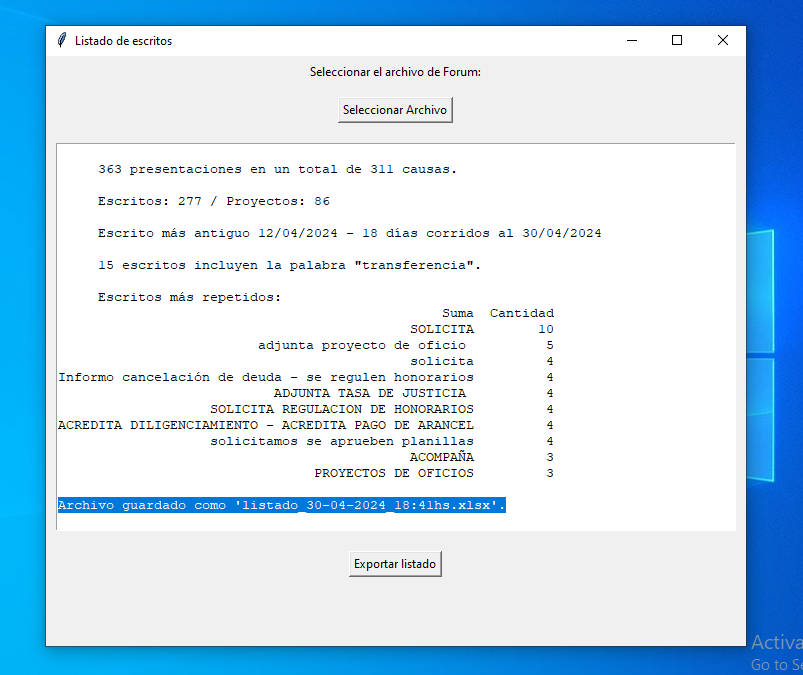 Listado de escritos
Seleccionar el archivo de Forum:
Seleccionar Archivo
363 presentaciones en un total de 311 causas.
Escritos: 277 / Proyectos: 86
Escrito más antiguo 12/04/2024 - 18 días corridos al 30/04/2024
15 escritos incluyen la palabra "transferencia".
Escritos más repetidos:
Suma Cantidad
SOLICITA 10
adjunta proyecto de oficio 5
solicita 4
Informo cancelación de deuda - se regulen honorarios 4
ADJUNTA TASA DE JUSTICIA 4
SOLICITA REGULACION DE HONORARIOS 4
ACREDITA DILIGENCIAMIENTO - ACREDITA PAGO DE ARANCEL 4
solicitamos se aprueben planillas 4
ACOMPAÑA 3
PROYECTOS DE OFICIOS 3
Archivo guardado como 'listado_30-04-2024_18:41hs.xlsx'.
Exportar listado
Activa
Go to Se